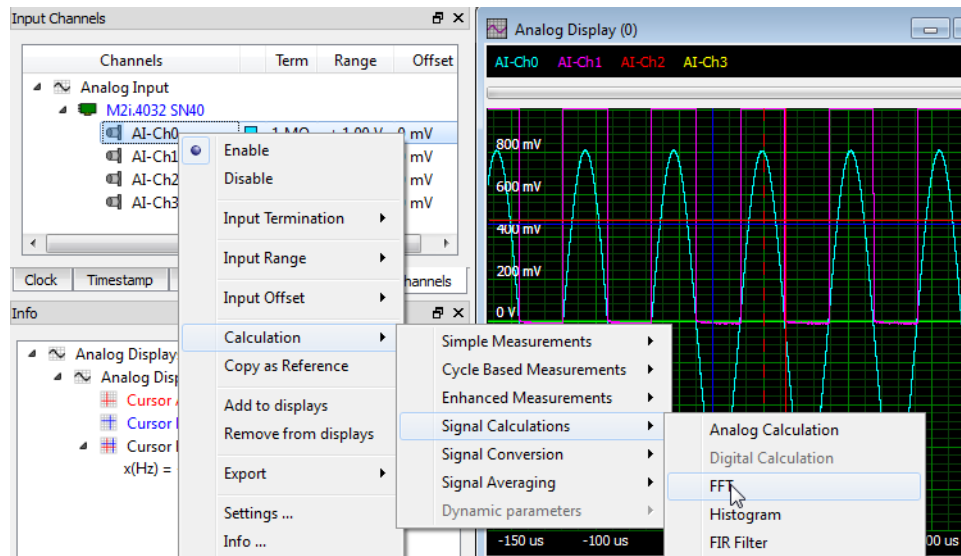 Input Channels
Channels Term Range Offset
Analog Input
M2i.4032 SN40
AI-Ch0 1 MΩ ± 1.00 V 0 mV
AI-Ch1 mV
AI-Ch2 mV
AI-Ch3 mV
Clock Timestamp hannels
Info
Analog Display
Analog Disp
Cursor
Cursor
Cursor
x(Hz) =
Enable
Disable
Input Termination
Input Range
Input Offset
Calculation
Copy as Reference
Add to displays
Remove from displays
Export
Settings ...
Info ...
Simple Measurements
Cycle Based Measurements
Enhanced Measurements
Signal Calculations
Signal Conversion
Signal Averaging
Dynamic parameters
Analog Calculation
Digital Calculation
FFT
Histogram
FIR Filter
Analog Display (0)
AI-Ch0 AI-Ch1 AI-Ch2 AI-Ch3
800 mV
600 mV
400 mV
200 mV
0 V
-150 us -100 us 00 us